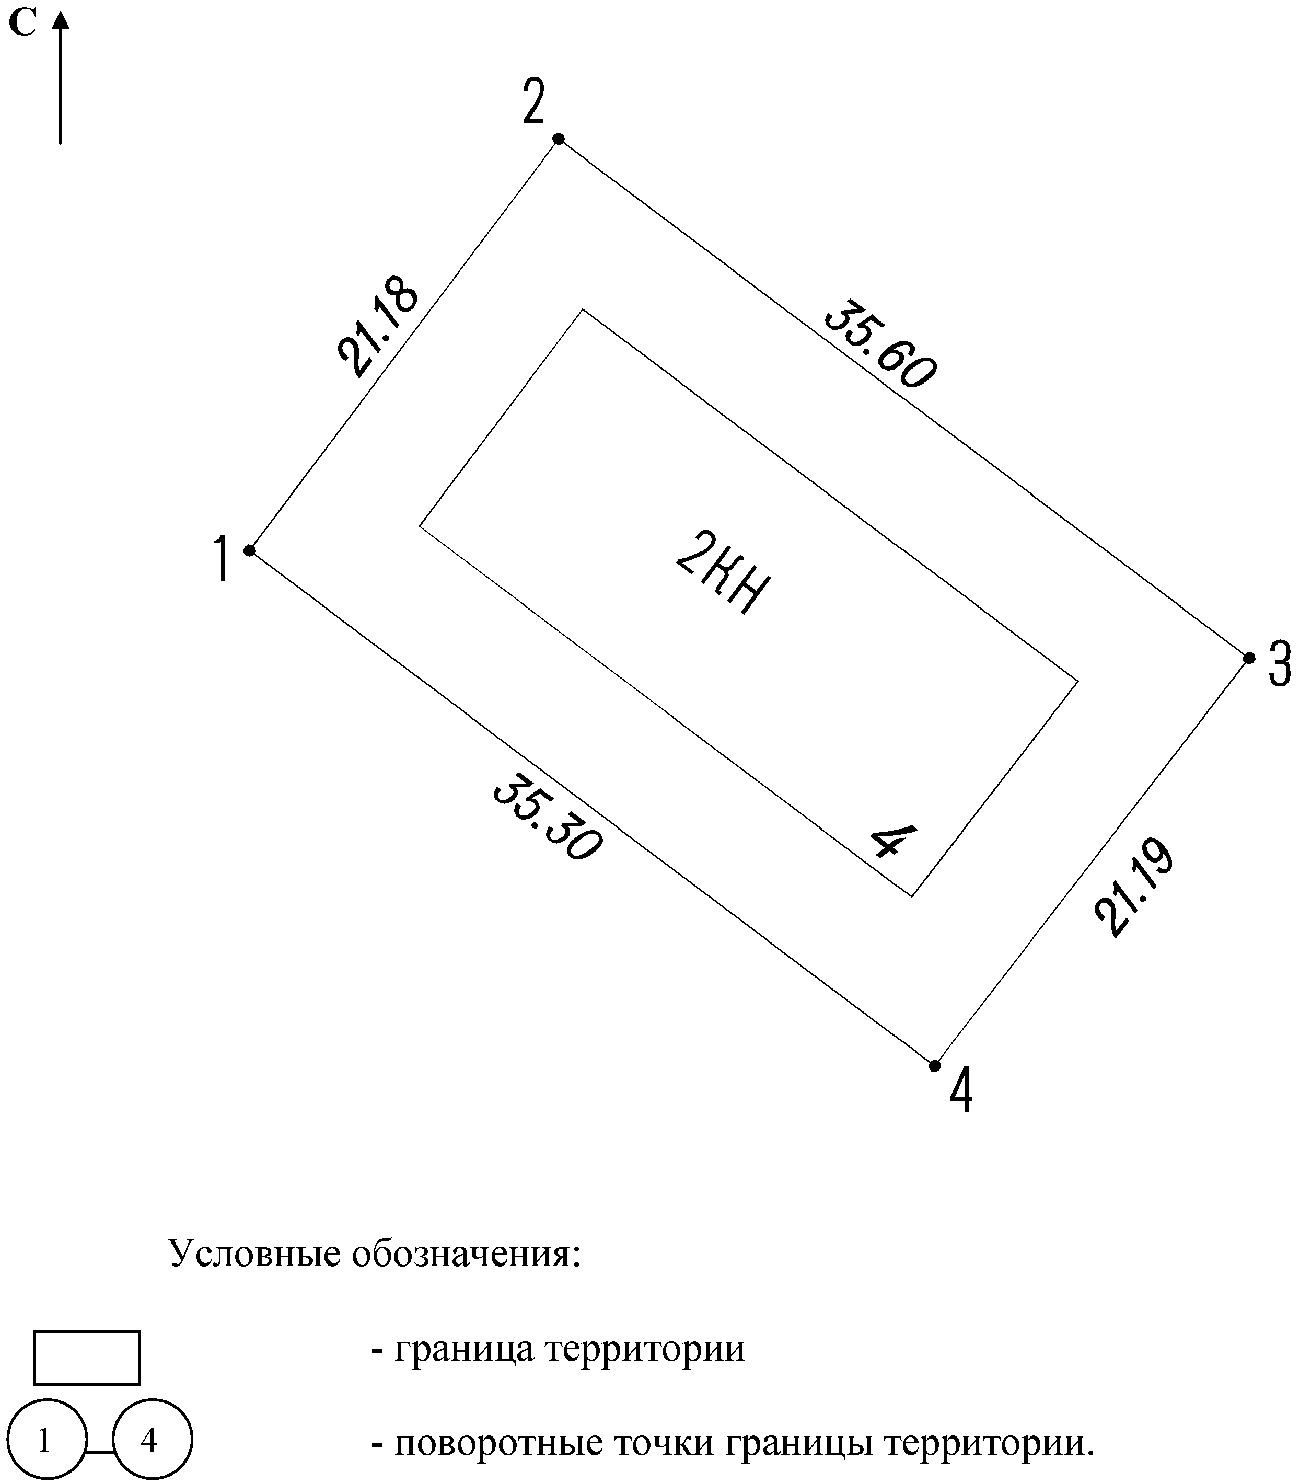 С
2
21.18
35.60
2КН
1
3
35.30
4
21.19
4
Условные обозначения:
- граница территории
1 4 - поворотные точки границы территории.